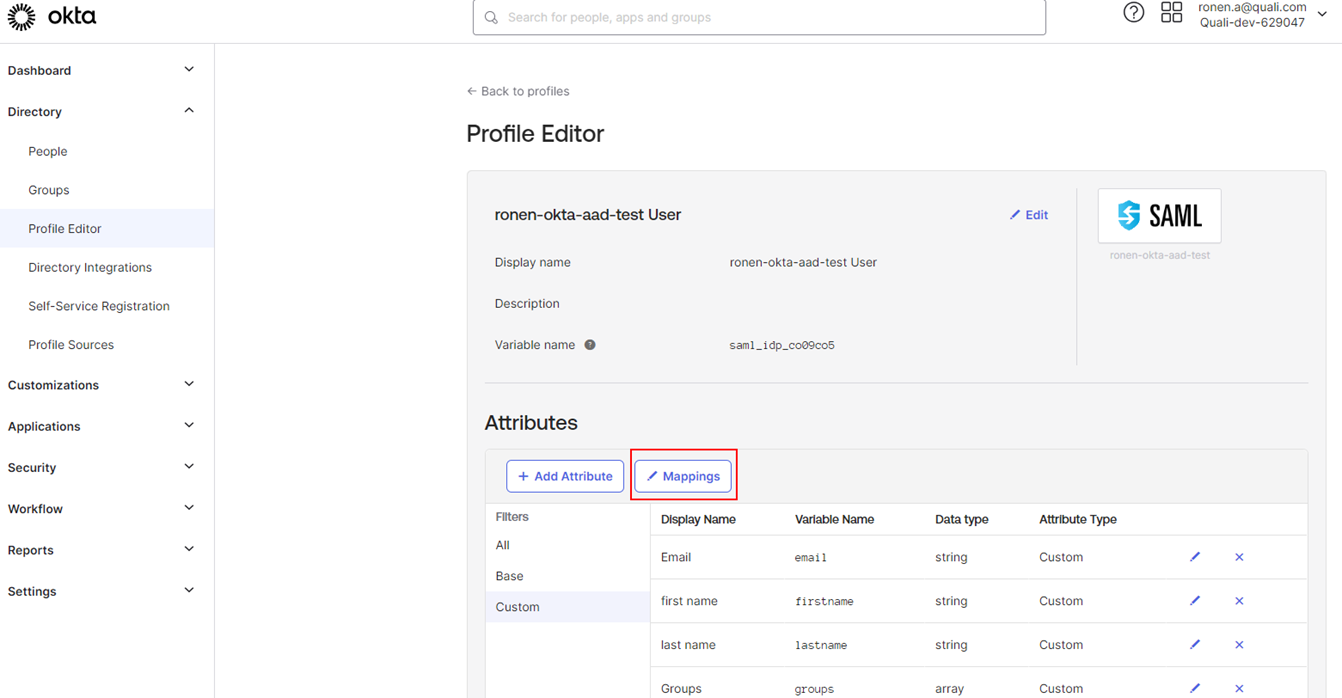 okta
Search for people, apps and groups
ronen.a@quali.com
Quali-dev-629047
Dashboard
Directory
People
Groups
Profile Editor
Directory Integrations
Self-Service Registration
Profile Sources
Customizations
Applications
Security
Workflow
Reports
Settings
← Back to profiles
Profile Editor
ronen-okta-aad-test User
Edit
Display name ronen-okta-aad-test User
Description
Variable name saml_idp_co09co5
SAML
ronen-okta-aad-test
Attributes
+ Add Attribute
Mappings
Filters
All
Base
Custom
Display Name Variable Name Data type Attribute Type
Email email string Custom
first name firstname string Custom
last name lastname string Custom
Groups groups array Custom